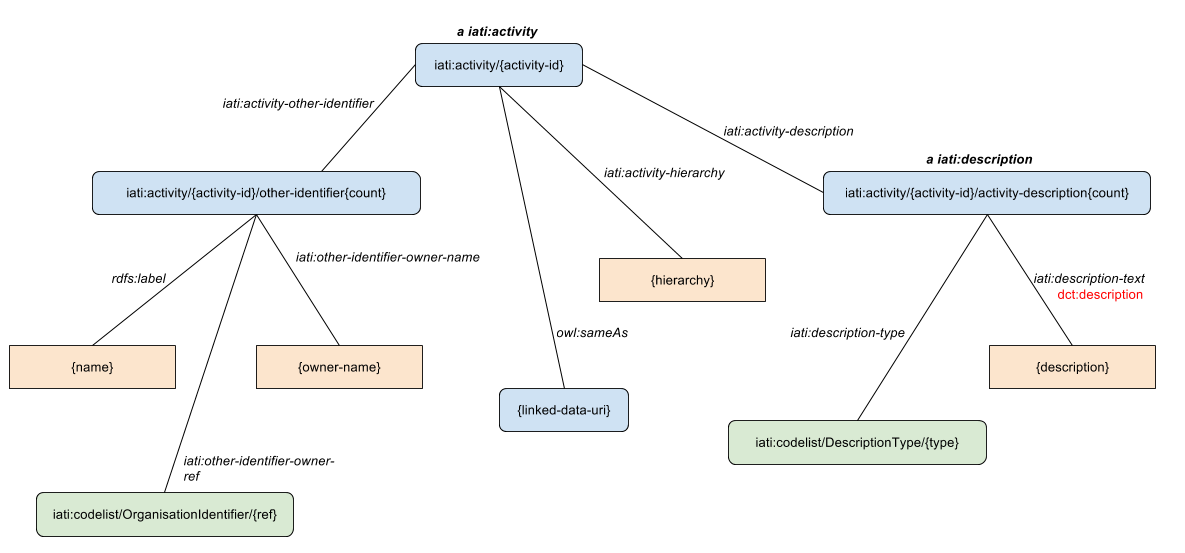 a iati:activity
iati:activity/{activity-id}
iati:activity-other-identifier
iati:activity-description
a iati:description
iati:activity-hierarchy
iati:activity/{activity-id}/other-identifier{count}
iati:activity/{activity-id}/activity-description{count}
rdfs:label
iati:other-identifier-owner-name
{hierarchy}
iati:description-text
dct:description
owl:sameAs
iati:description-type
{name}
{owner-name}
{description}
{linked-data-uri}
iati:codelist/DescriptionType/{type}
iati:other-identifier-owner-
ref
iati:codelist/OrganisationIdentifier/{ref}